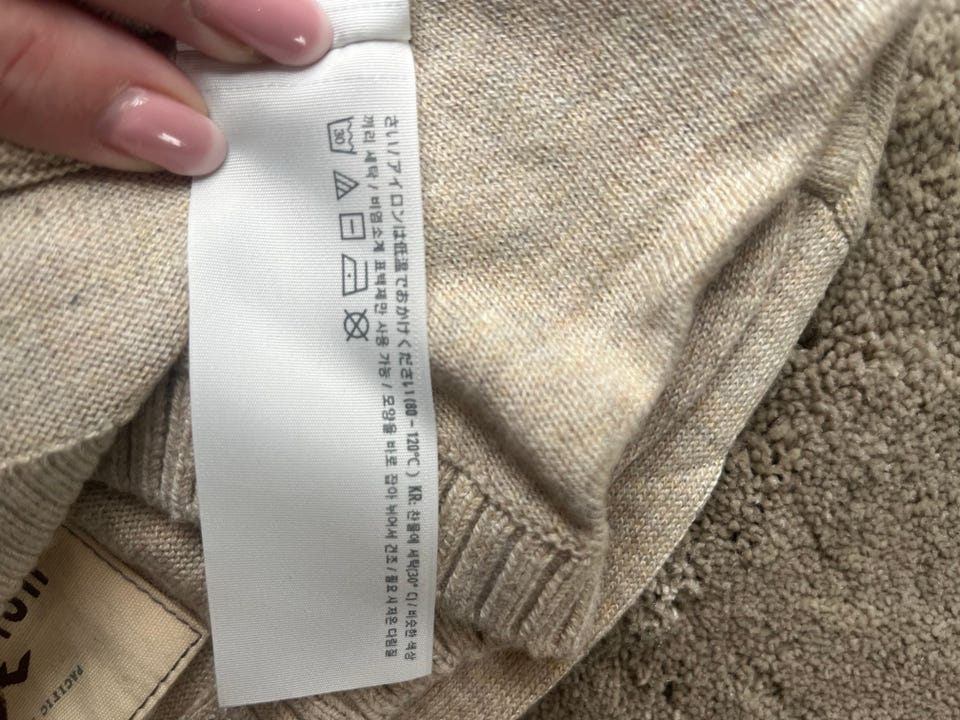 さい/アイロンは低温でおかけください(80 – 120°C) KR: 찬물에 세탁(30° C) / 비슷한 색상
끼리 세탁 / 비염소계 표백제만 사용 가능 / 모양을 바로 잡아 뉘어서 건조 / 필요 시 저온 다림질
30
PACIFIC